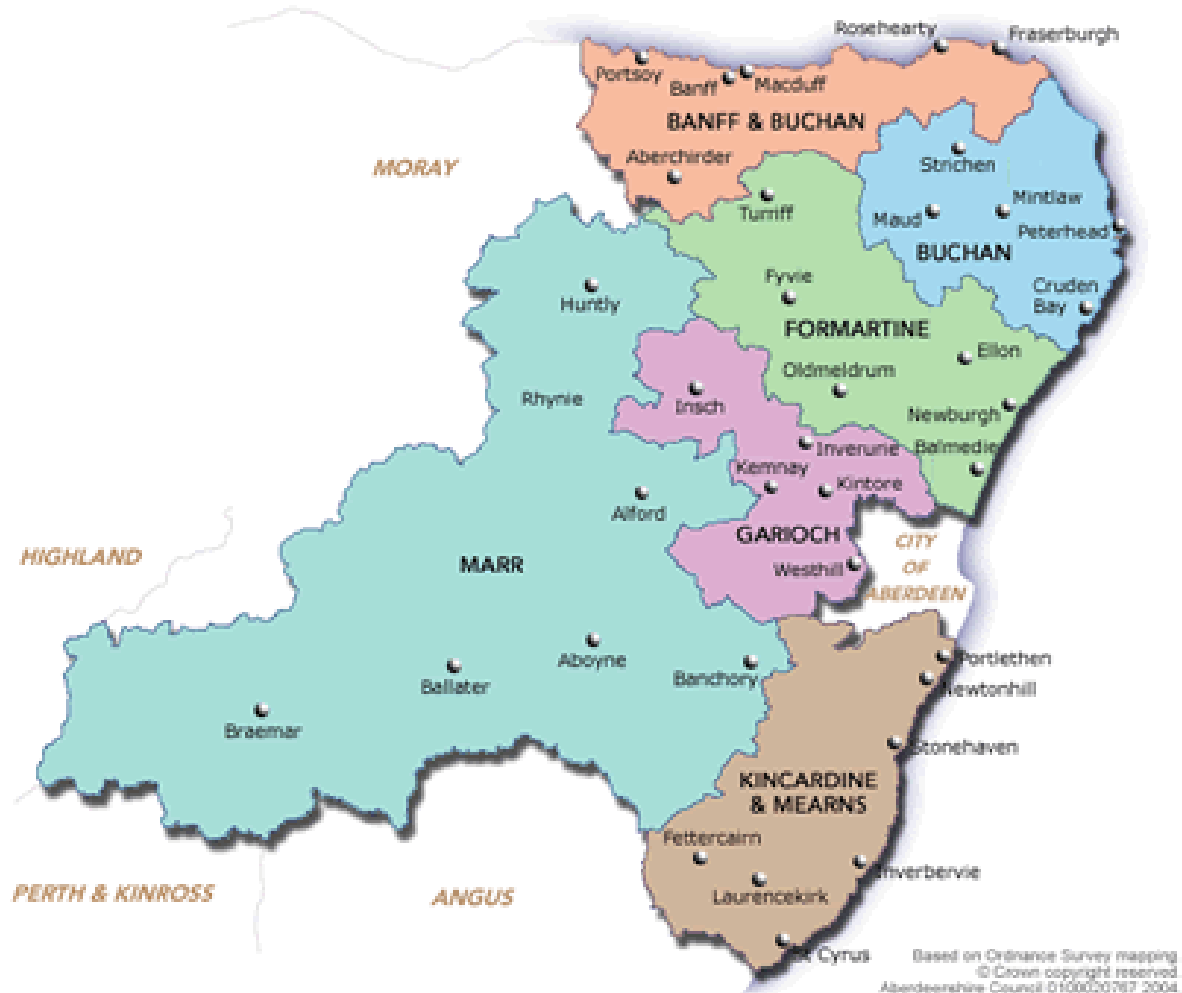 Rosehearty
Fraserburgh
Portsoy
Banff
Macduff
BANFF & BUCHAN
Aberchirder
Strichen
MORAY
Turriff
Maud
Mintlaw
Peterhead
BUCHAN
Fyvie
Huntly
Cruden
Bay
FORMARTINE
Ellon
Oldmeldrum
Rhynie
Insch
Newburgh
Inverurie
Balmedie
Kemnay
Kintore
Alford
GARIOCH
CITY
OF
ABERDEEN
HIGHLAND
MARR
Westhill
Aboyne
Portlethen
Ballater
Banchory
Newtonhill
Braemar
Stonehaven
KINCARDINE
& MEARNS
Fettercairn
Inverbervie
PERTH & KINROSS
ANGUS
Laurencekirk
St Cyrus
Based on Ordnance Survey mapping.
© Crown copyright reserved.
Aberdeenshire Council 0100020767 2004.